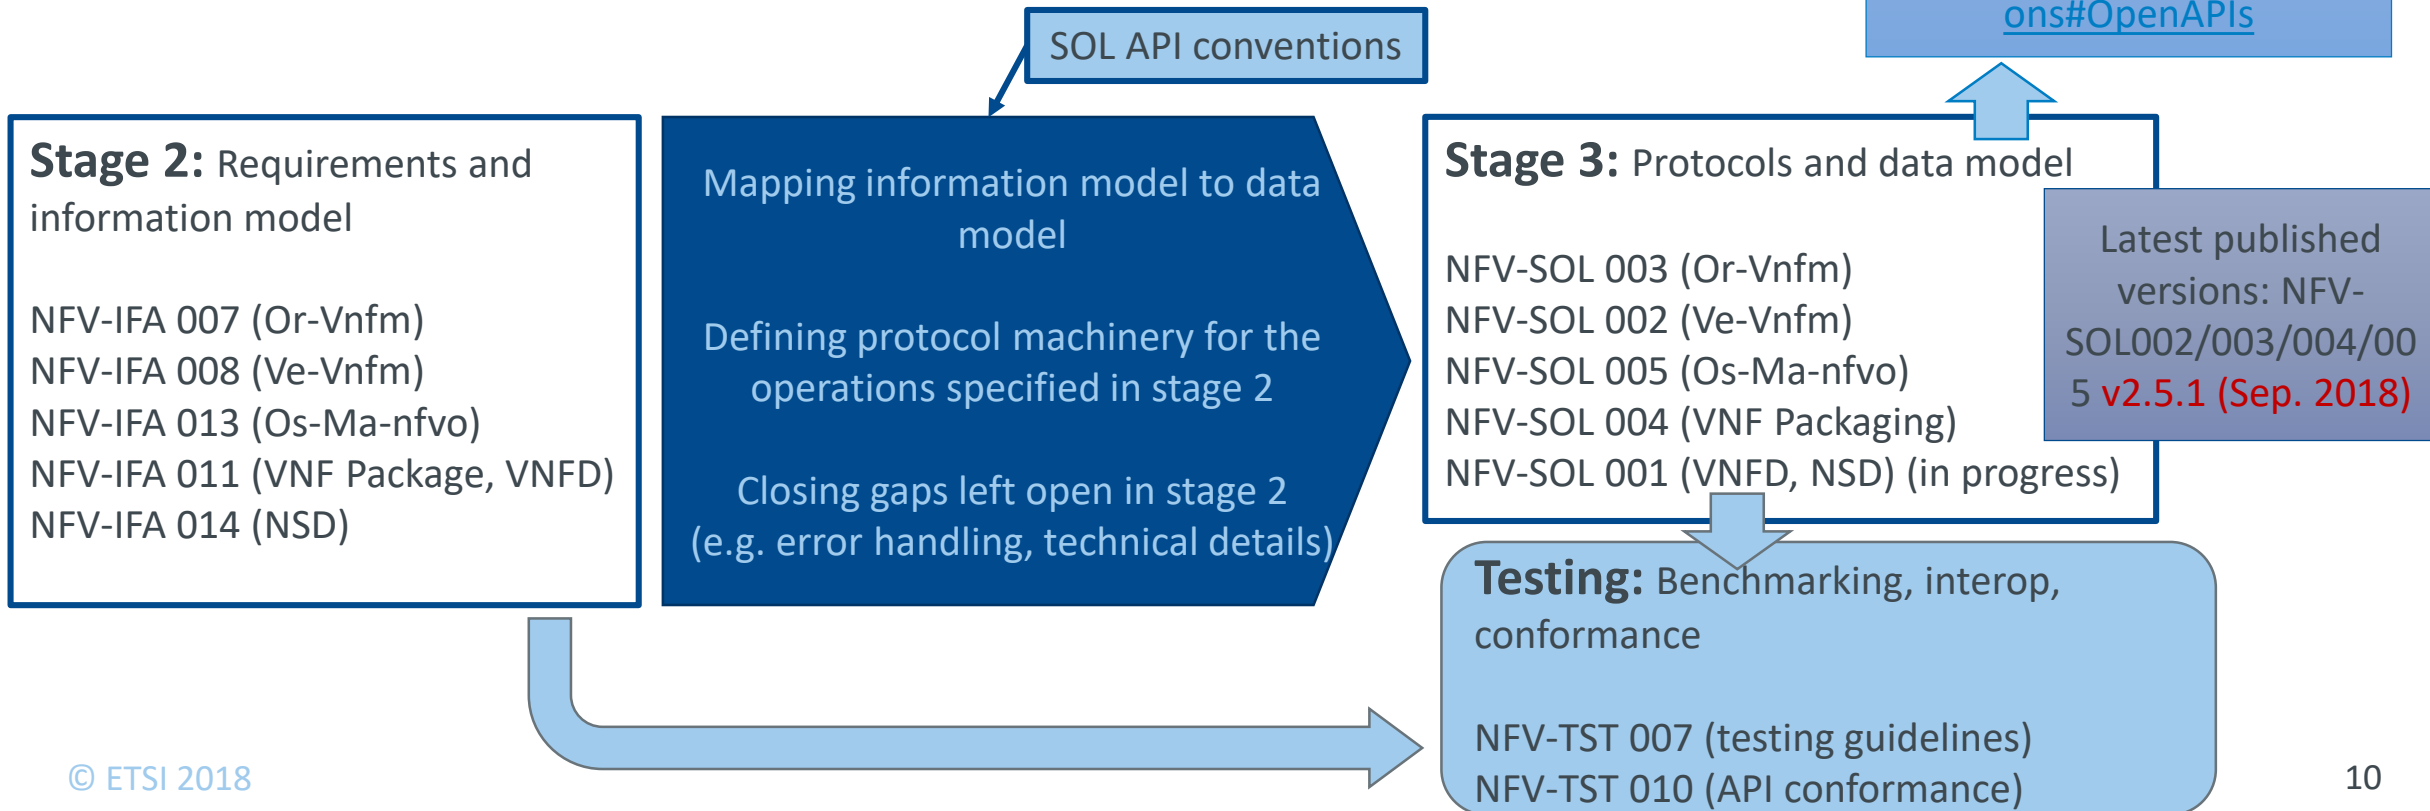 ons#OpenAPIs
SOL API conventions
Stage 2: Requirements and
information model
NFV-IFA 007 (Or-Vnfm)
NFV-IFA 008 (Ve-Vnfm)
NFV-IFA 013 (Os-Ma-nfvo)
NFV-IFA 011 (VNF Package, VNFD)
NFV-IFA 014 (NSD)
Mapping information model to data
model
Defining protocol machinery for the
operations specified in stage 2
Closing gaps left open in stage 2
(e.g. error handling, technical details)
Stage 3: Protocols and data model
NFV-SOL 003 (Or-Vnfm)
NFV-SOL 002 (Ve-Vnfm)
NFV-SOL 005 (Os-Ma-nfvo)
NFV-SOL 004 (VNF Packaging)
NFV-SOL 001 (VNFD, NSD) (in progress)
Latest published
versions: NFV-
SOL002/003/004/00
5 v2.5.1 (Sep. 2018)
Testing: Benchmarking, interop,
conformance
NFV-TST 007 (testing guidelines)
NFV-TST 010 (API conformance)
© ETSI 2018
10